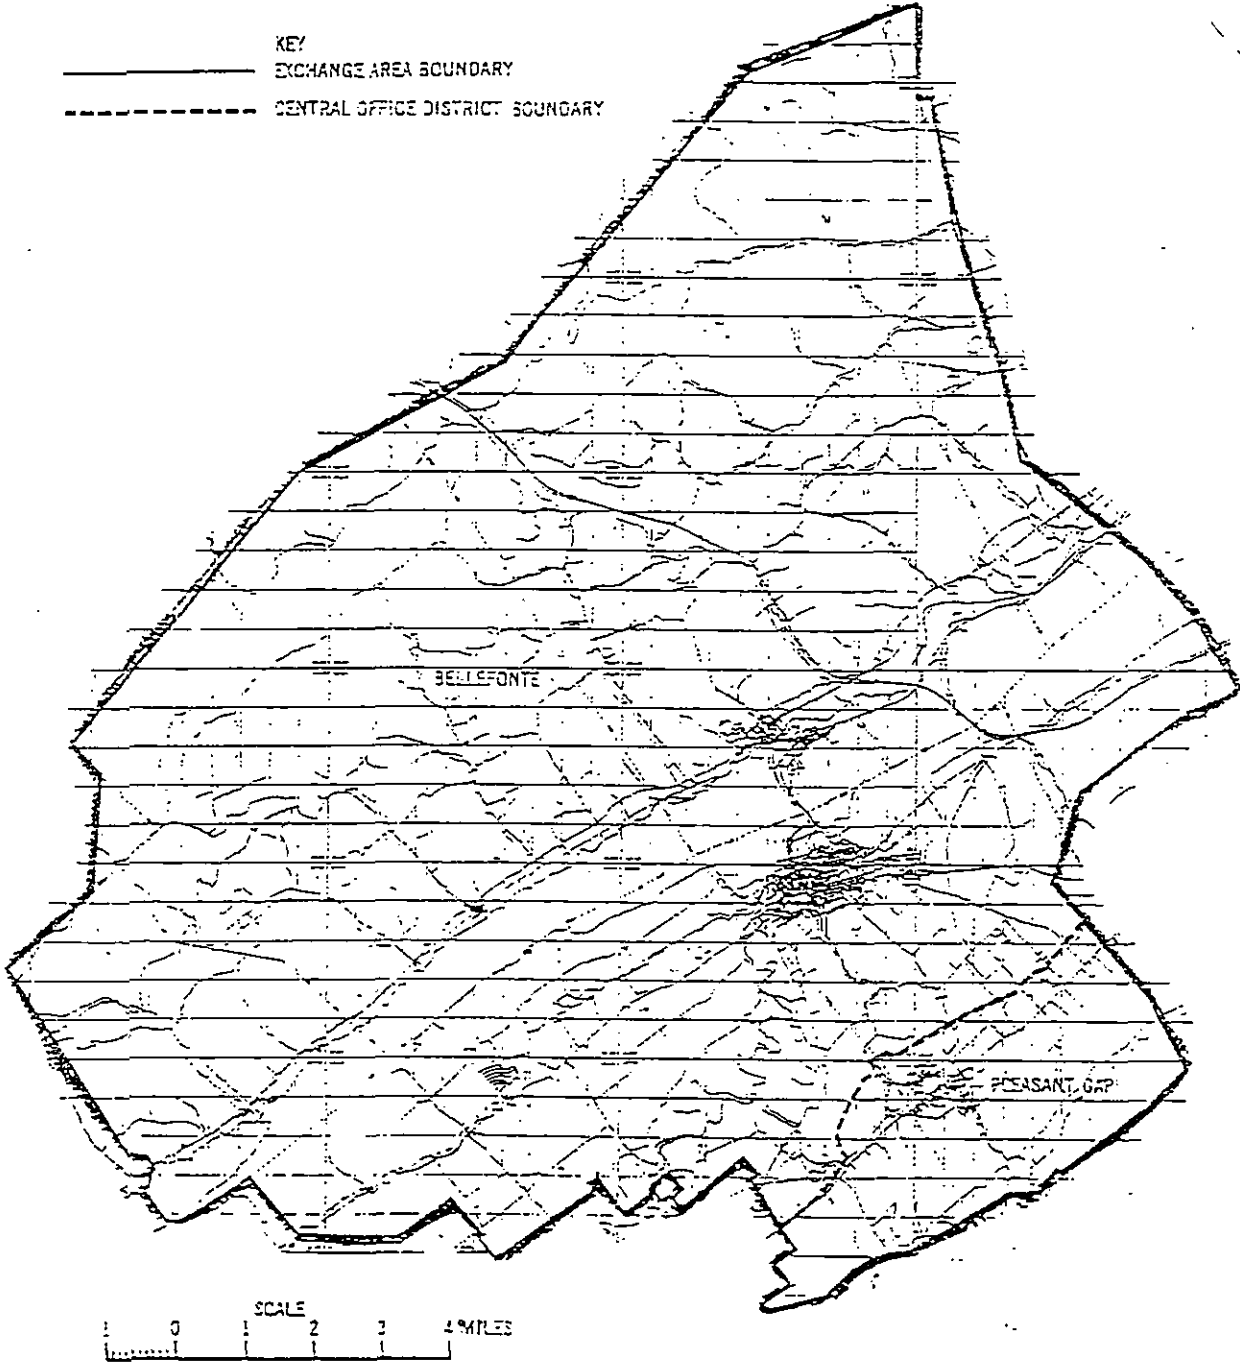 KEY
EXCHANGE AREA BOUNDARY
CENTRAL OFFICE DISTRICT BOUNDARY
BELLEFONTE
PLEASANT GAP
SCALE
1 0 1 2 3 4 MILES